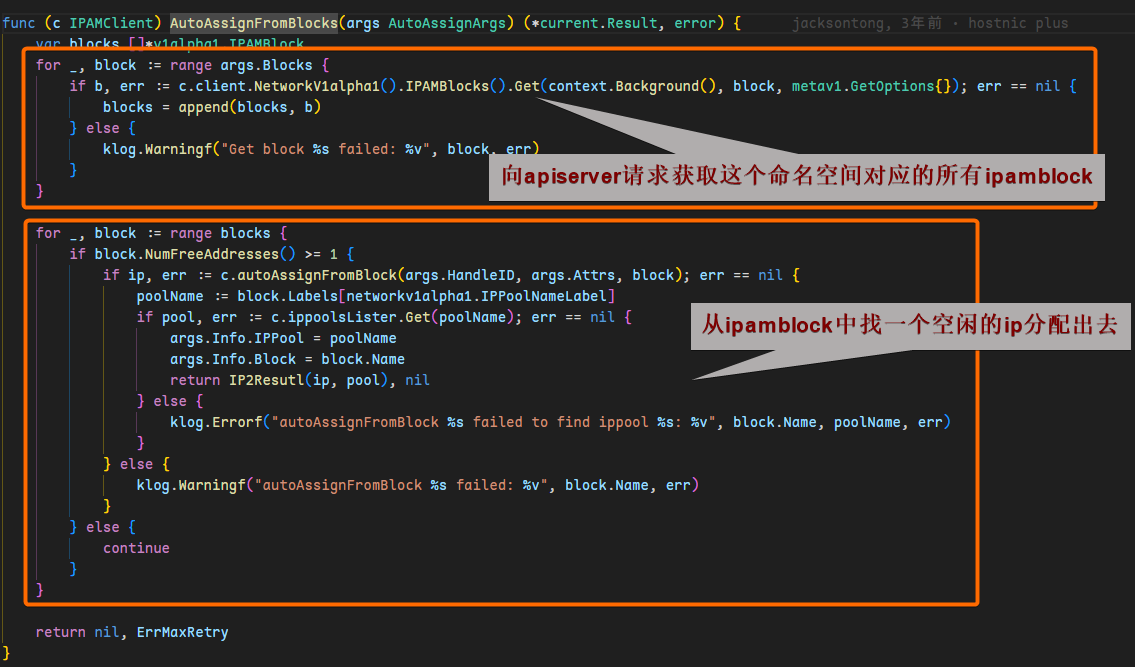 func (c IPAMClient) AutoAssignFromBlocks(args AutoAssignArgs) (*current.Result, error) {        jacksontong, 3年前 · hostnic plus
    var blocks []*v1alpha1.IPAMBlock
    for _, block := range args.Blocks {
        if b, err := c.client.NetworkV1alpha1().IPAMBlocks().Get(context.Background(), block, metav1.GetOptions{}); err == nil {
            blocks = append(blocks, b)
        } else {
            klog.Warningf("Get block %s failed: %v", block, err)
向apiserver请求获取这个命名空间对应的所有ipamblock
        }
    }
    for _, block := range blocks {
        if block.NumFreeAddresses() >= 1 {
            if ip, err := c.autoAssignFromBlock(args.HandleID, args.Attrs, block); err == nil {
                poolName := block.Labels[networkv1alpha1.IPPoolNameLabel]
                if pool, err := c.ippoolsLister.Get(poolName); err == nil {
从ipamblock中找一个空闲的ip分配出去
                    args.Info.IPPool = poolName
                    args.Info.Block = block.Name
                    return IP2Resutl(ip, pool), nil
                } else {
                    klog.Errorf("autoAssignFromBlock %s failed to find ippool %s: %v", block.Name, poolName, err)
                }
            } else {
                klog.Warningf("autoAssignFromBlock %s failed: %v", block.Name, err)
            }
        } else {
            continue
        }
    }
    return nil, ErrMaxRetry
}